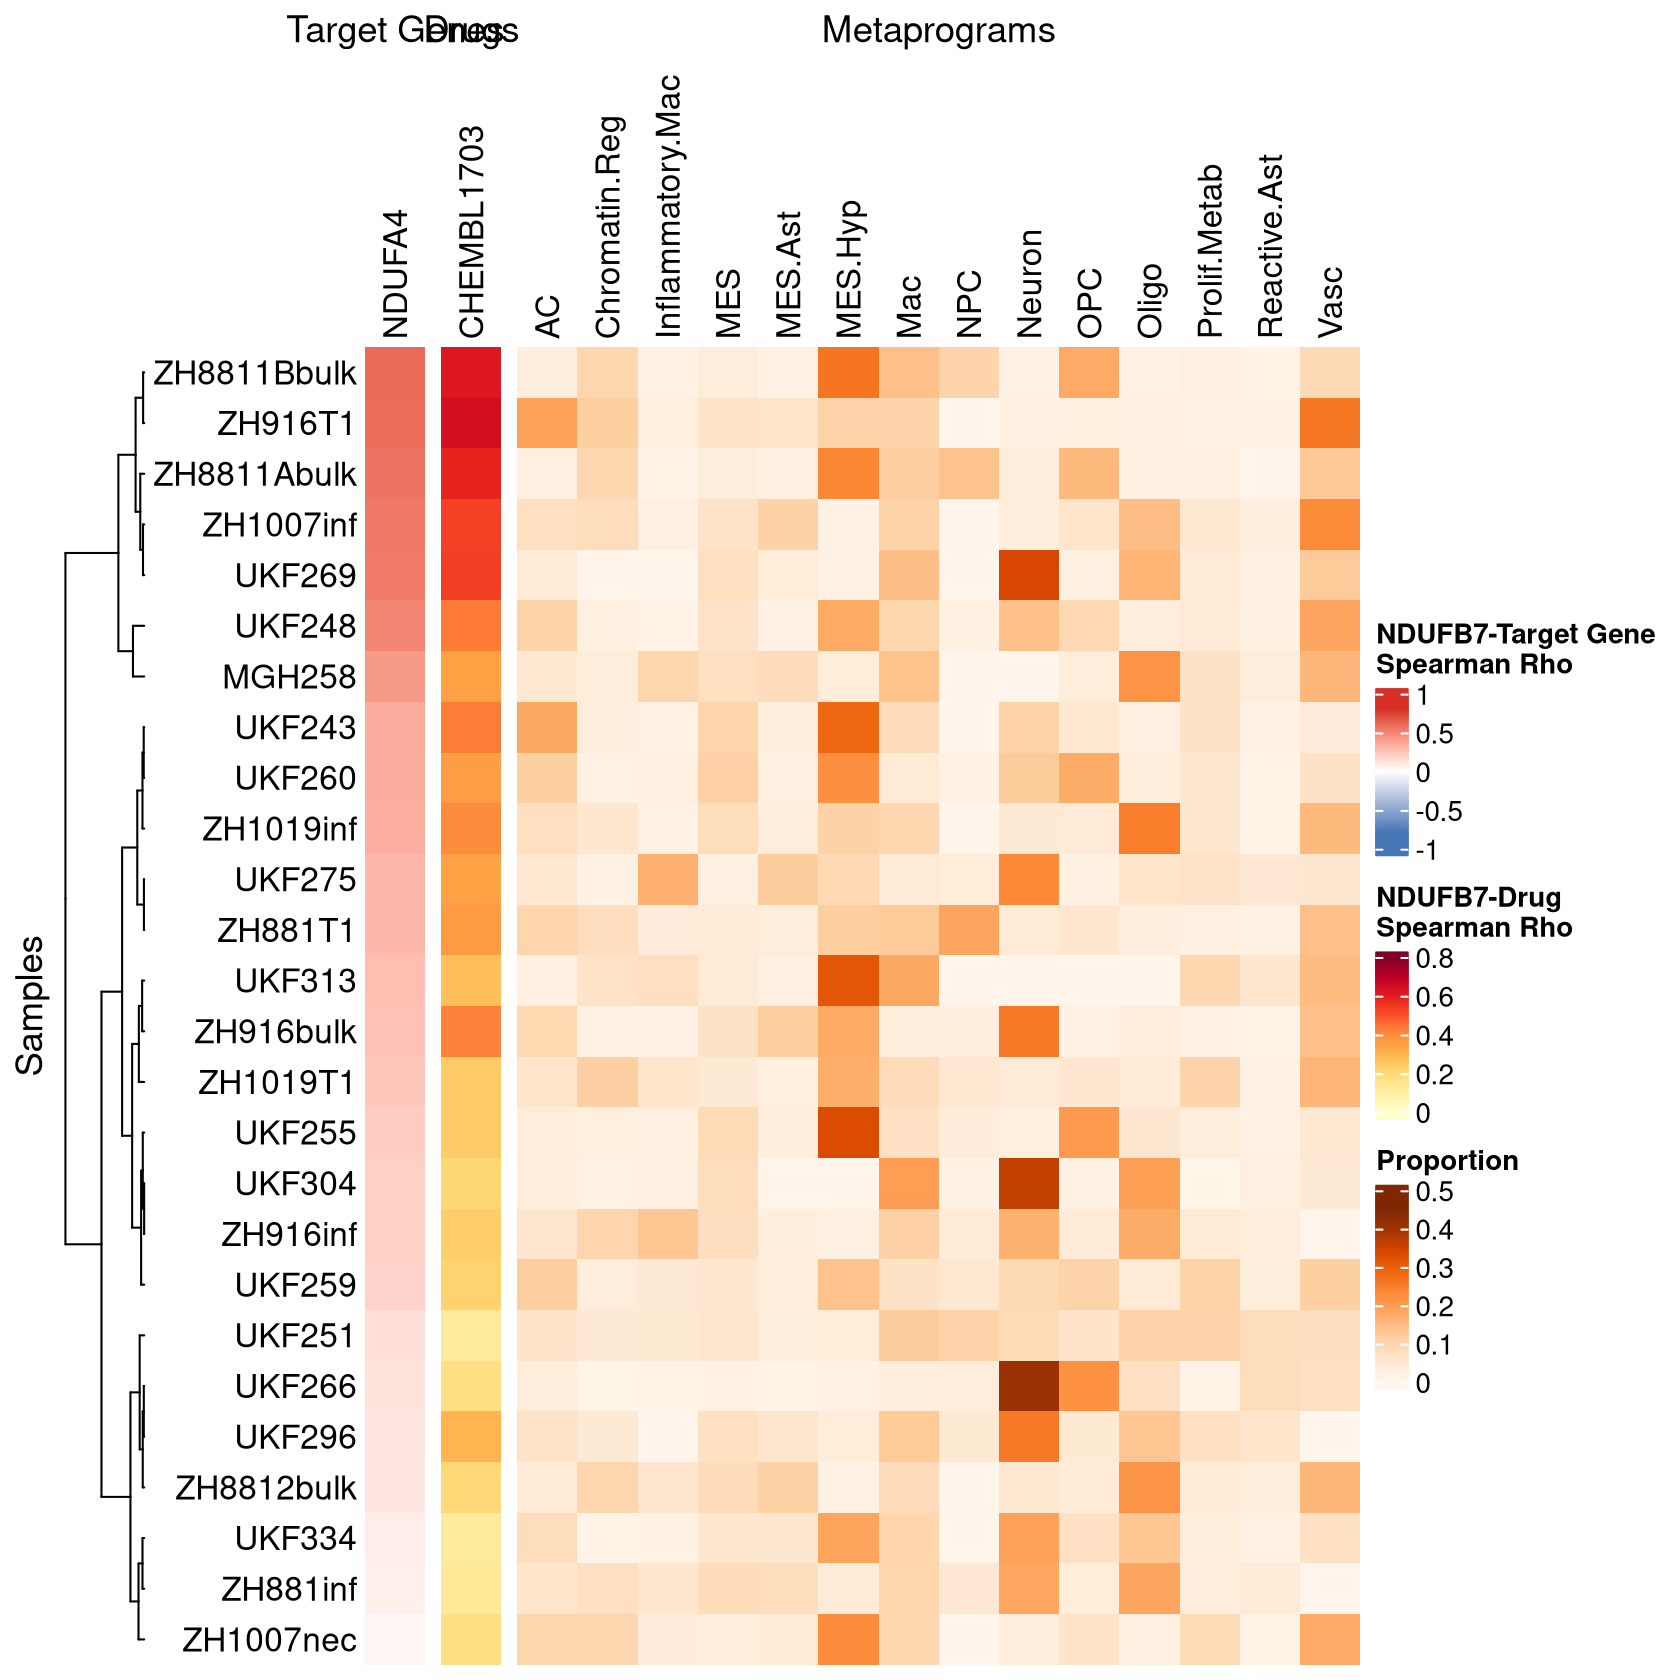 Target Genes
Drugs
Metaprograms
NDUFA4
CHEMBL1703
AC
Chromatin.Reg
Inflammatory.Mac
MES
MES.Ast
MES.Hyp
Mac
NPC
Neuron
OPC
Oligo
Prolif.Metab
Reactive.Ast
Vasc
Samples
ZH8811Bbulk
ZH916T1
ZH8811Abulk
ZH1007inf
UKF269
UKF248
MGH258
UKF243
UKF260
ZH1019inf
UKF275
ZH881T1
UKF313
ZH916bulk
ZH1019T1
UKF255
UKF304
ZH916inf
UKF259
UKF251
UKF266
UKF296
ZH8812bulk
UKF334
ZH881inf
ZH1007nec
NDUFB7-Target Gene
Spearman Rho
1
0.5
0
-0.5
-1
NDUFB7-Drug
Spearman Rho
0.8
0.6
0.4
0.2
0
Proportion
0.5
0.4
0.3
0.2
0.1
0